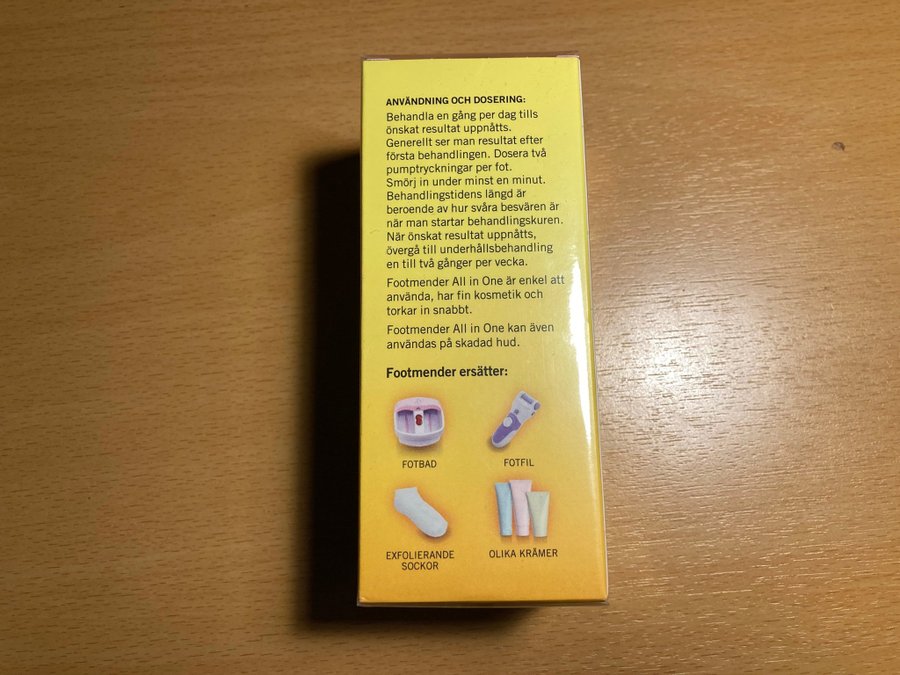 ANVÄNDNING OCH DOSERING:
Behandla en gång per dag tills
önskat resultat uppnåtts.
Generellt ser man resultat efter
första behandlingen. Dosera två
pumptryckningar per fot.
Smörj in under minst en minut.
Behandlingstidens längd är
beroende av hur svåra besvären är
när man startar behandlingskuren.
När önskat resultat uppnåtts,
övergå till underhållsbehandling
en till två gånger per vecka.
Footmender All in One är enkel att
använda, har fin kosmetik och
torkar in snabbt.
Footmender All in One kan även
användas på skadad hud.
Footmender ersätter:
FOTBAD
FOTFIL
EXFOLIERANDE
SOCKOR
OLIKA KRÄMER